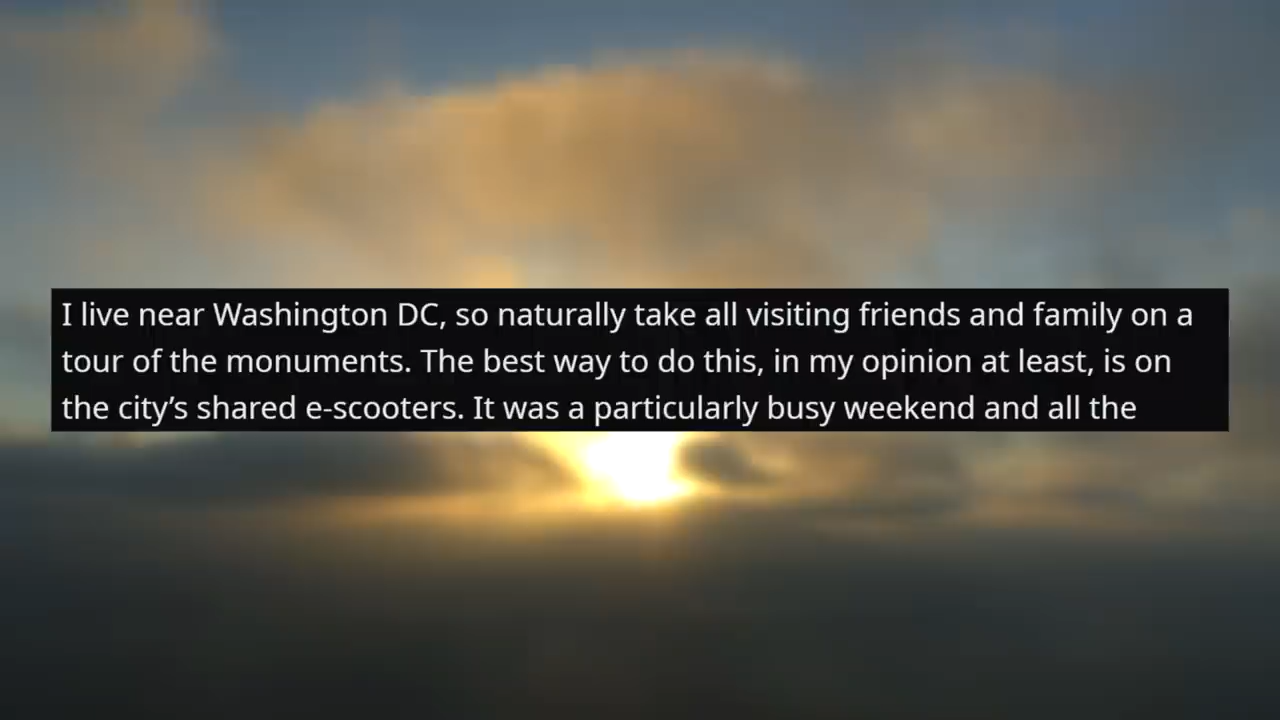 I live near Washington DC, so naturally take all visiting friends and family on a
tour of the monuments. The best way to do this, in my opinion at least, is on
the city’s shared e-scooters. It was a particularly busy weekend and all the